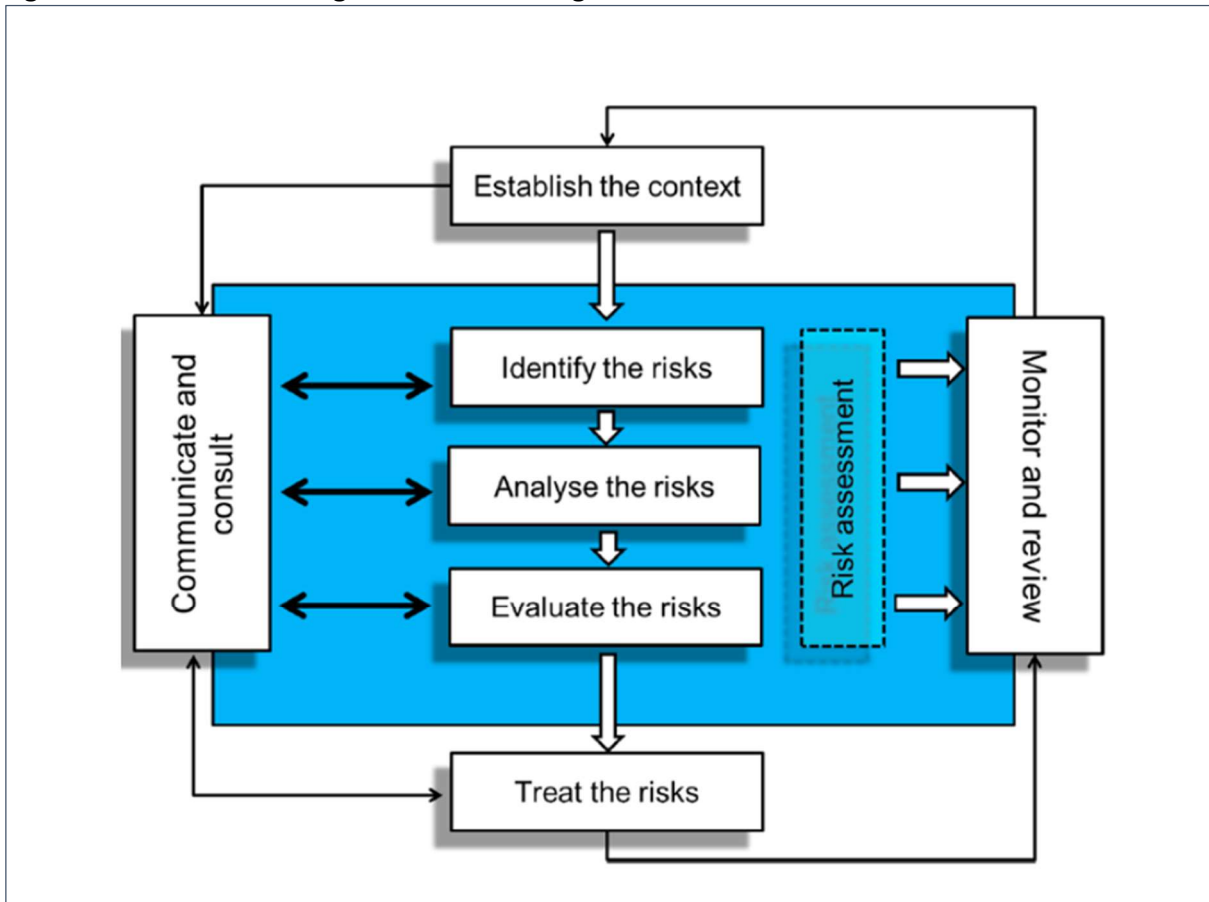 Establish the context
Communicate and
consult
Identify the risks
Analyse the risks
Evaluate the risks
Risk assessment
Monitor and review
Treat the risks